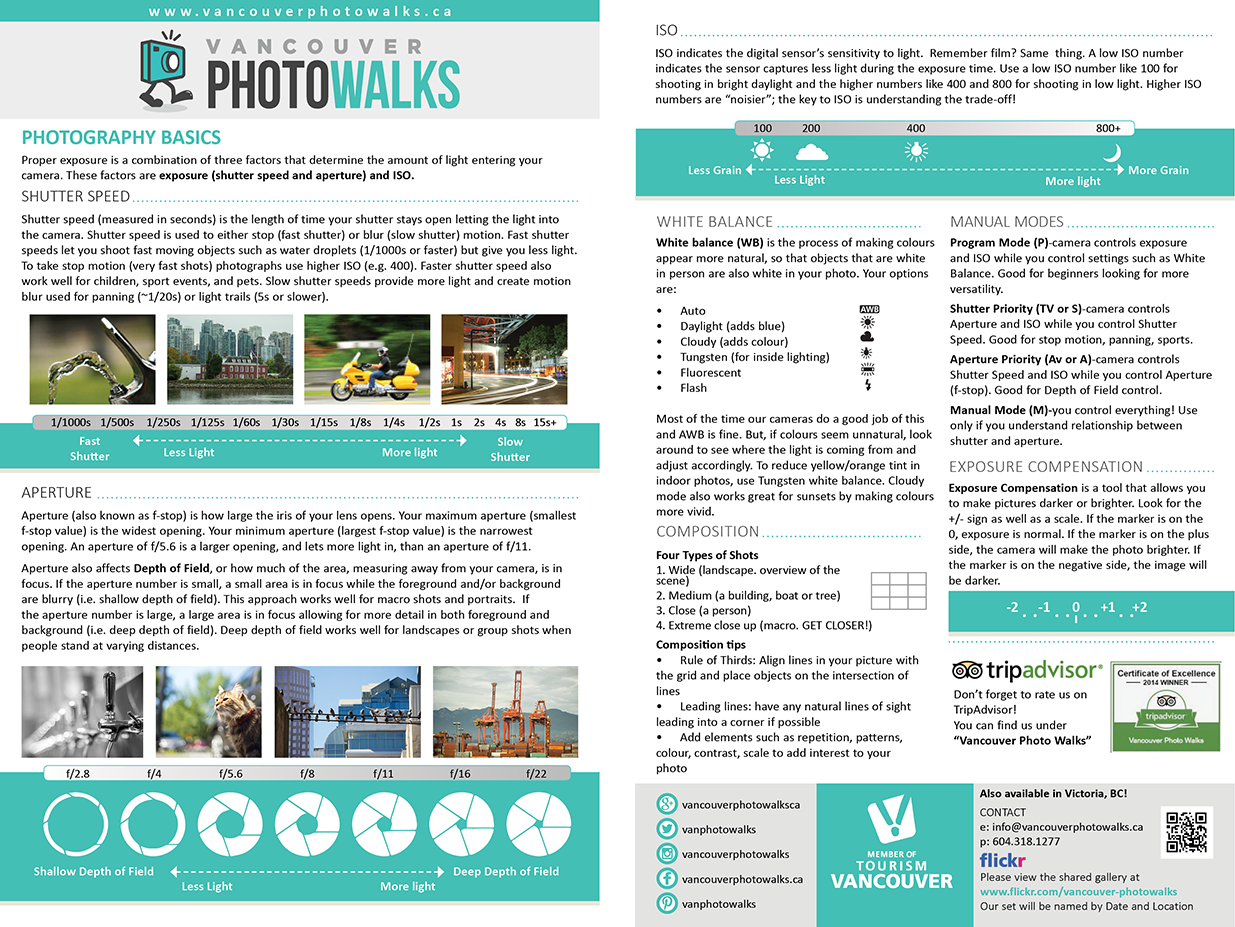 www.vancouverphotowalks.ca
VANCOUVER
PHOTOWALKS
PHOTOGRAPHY BASICS
Proper exposure is a combination of three factors that determine the amount of light entering your
camera. These factors are exposure (shutter speed and aperture) and ISO.
SHUTTER SPEED
Shutter speed (measured in seconds) is the length of time your shutter stays open letting the light into
the camera. Shutter speed is used to either stop (fast shutter) or blur (slow shutter) motion. Fast shutter
speeds let you shoot fast moving objects such as water droplets (1/1000s or faster) but give you less light.
To take stop motion (very fast shots) photographs use higher ISO (e.g. 400). Faster shutter speed also
work well for children, sport events, and pets. Slow shutter speeds provide more light and create motion
blur used for panning (~1/20s) or light trails (5s or slower).
1/1000s 1/500s 1/250s 1/125s 1/60s 1/30s 1/15s 1/8s 1/4s 1/2s 1s 2s 4s 8s 15s+
Fast
Shutter
Less Light
More light
Slow
Shutter
APERTURE
Aperture (also known as f-stop) is how large the iris of your lens opens. Your maximum aperture (smallest
f-stop value) is the widest opening. Your minimum aperture (largest f-stop value) is the narrowest
opening. An aperture of f/5.6 is a larger opening, and lets more light in, than an aperture of f/11.
Aperture also affects Depth of Field, or how much of the area, measuring away from your camera, is in
focus. If the aperture number is small, a small area is in focus while the foreground and/or background
are blurry (i.e. shallow depth of field). This approach works well for macro shots and portraits. If
the aperture number is large, a large area is in focus allowing for more detail in both foreground and
background (i.e. deep depth of field). Deep depth of field works well for landscapes or group shots when
people stand at varying distances.
f/2.8 f/4 f/5.6 f/8 f/11 f/16 f/22
Shallow Depth of Field
Less Light
More light
Deep Depth of Field
ISO
ISO indicates the digital sensor's sensitivity to light. Remember film? Same thing. A low ISO number
indicates the sensor captures less light during the exposure time. Use a low ISO number like 100 for
shooting in bright daylight and the higher numbers like 400 and 800 for shooting in low light. Higher ISO
numbers are "noisier"; the key to ISO is understanding the trade-off!
100 200 400 800+
Less Grain
Less Light
More light
More Grain
WHITE BALANCE
White balance (WB) is the process of making colours
appear more natural, so that objects that are white
in person are also white in your photo. Your options
are:
• Auto AWB
• Daylight (adds blue)
• Cloudy (adds colour)
• Tungsten (for inside lighting)
• Fluorescent
• Flash
Most of the time our cameras do a good job of this
and AWB is fine. But, if colours seem unnatural, look
around to see where the light is coming from and
adjust accordingly. To reduce yellow/orange tint in
indoor photos, use Tungsten white balance. Cloudy
mode also works great for sunsets by making colours
more vivid.
COMPOSITION
Four Types of Shots
1. Wide (landscape. overview of the
scene)
2. Medium (a building, boat or tree)
3. Close (a person)
4. Extreme close up (macro. GET CLOSER!)
Composition tips
• Rule of Thirds: Align lines in your picture with
the grid and place objects on the intersection of
lines
• Leading lines: have any natural lines of sight
leading into a corner if possible
• Add elements such as repetition, patterns,
colour, contrast, scale to add interest to your
photo
MANUAL MODES
Program Mode (P)-camera controls exposure
and ISO while you control settings such as White
Balance. Good for beginners looking for more
versatility.
Shutter Priority (TV or S)-camera controls
Aperture and ISO while you control Shutter
Speed. Good for stop motion, panning, sports.
Aperture Priority (Av or A)-camera controls
Shutter Speed and ISO while you control Aperture
(f-stop). Good for Depth of Field control.
Manual Mode (M)-you control everything! Use
only if you understand relationship between
shutter and aperture.
EXPOSURE COMPENSATION
Exposure Compensation is a tool that allows you
to make pictures darker or brighter. Look for the
+/- sign as well as a scale. If the marker is on the
0, exposure is normal. If the marker is on the plus
side, the camera will make the photo brighter. If
the marker is on the negative side, the image will
be darker.
-2 . . -1 . . 0 . . +1 . . +2
tripadvisor®
Don't forget to rate us on
TripAdvisor!
You can find us under
"Vancouver Photo Walks"
Certificate of Excellence
2014 WINNER
tripadvisor
Vancouver Photo Walks
vancouverphotowalksca
vanphotowalks
vancouverphotowalks
vancouverphotowalks.ca
vanphotowalks
MEMBER OF
TOURISM
VANCOUVER
Also available in Victoria, BC!
CONTACT
e: info@vancouverphotowalks.ca
p: 604.318.1277
flickr
Please view the shared gallery at
www.flickr.com/vancouver-photowalks
Our set will be named by Date and Location